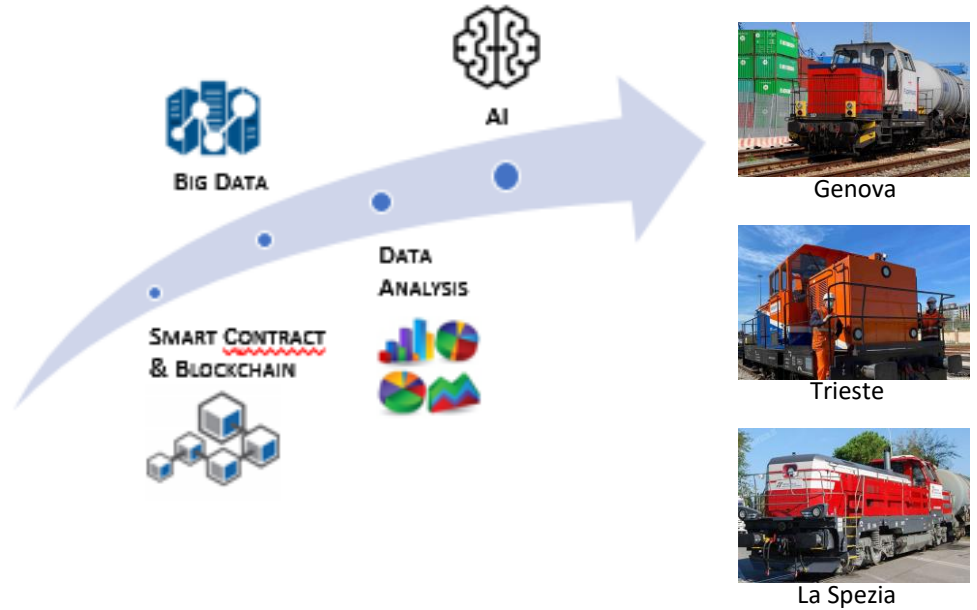 AI
BIG DATA
DATA
ANALYSIS
SMART CONTRACT
& BLOCKCHAIN
Genova
Trieste
La Spezia